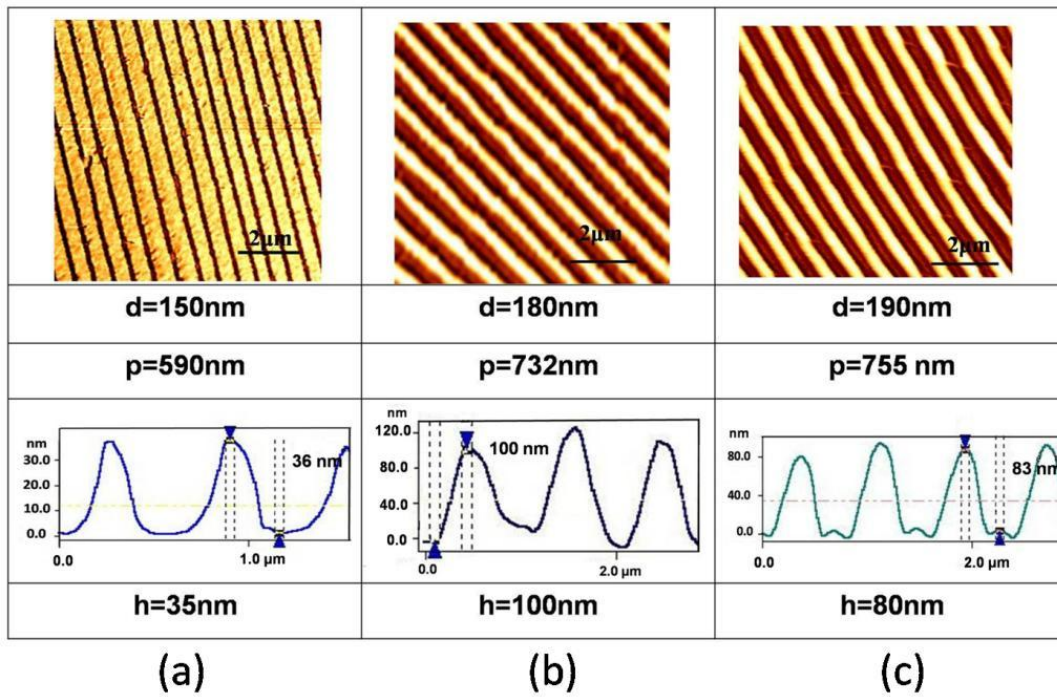 2µm 2µm 2µm
d=150nm d=180nm d=190nm
p=590nm p=732nm p=755 nm
nm nm nm
30.0 120.0 80.0
36 nm 100 nm 83 nm
10.0 80.0 40.0
0.0 40.0 0.0
0.0
0.0 1.0 µm 0.0 2.0 µm 0.0 2.0 µm
h=35nm h=100nm h=80nm
(a) (b) (c)